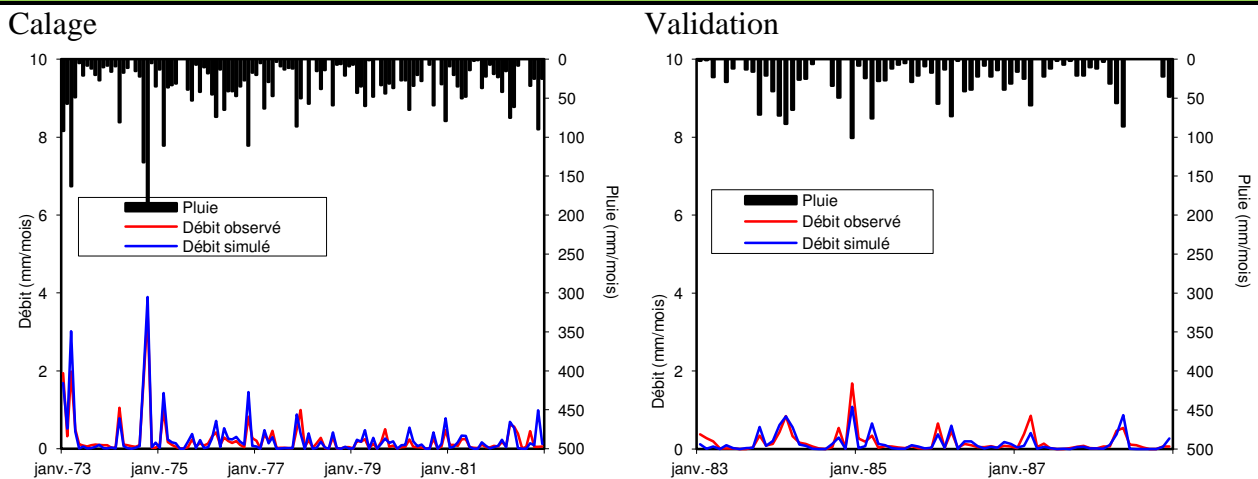 Calage
10
8
6
4
2
0
Débit (mm/mois)
0
50
100
150
200
250
300
350
400
450
500
Pluie (mm/mois)
Pluie
Débit observé
Débit simulé
janv.-73
janv.-75
janv.-77
janv.-79
janv.-81
Validation
10
8
6
4
2
0
Débit (mm/mois)
0
50
100
150
200
250
300
350
400
450
500
Pluie (mm/mois)
Pluie
Débit observé
Débit simulé
janv.-83
janv.-85
janv.-87